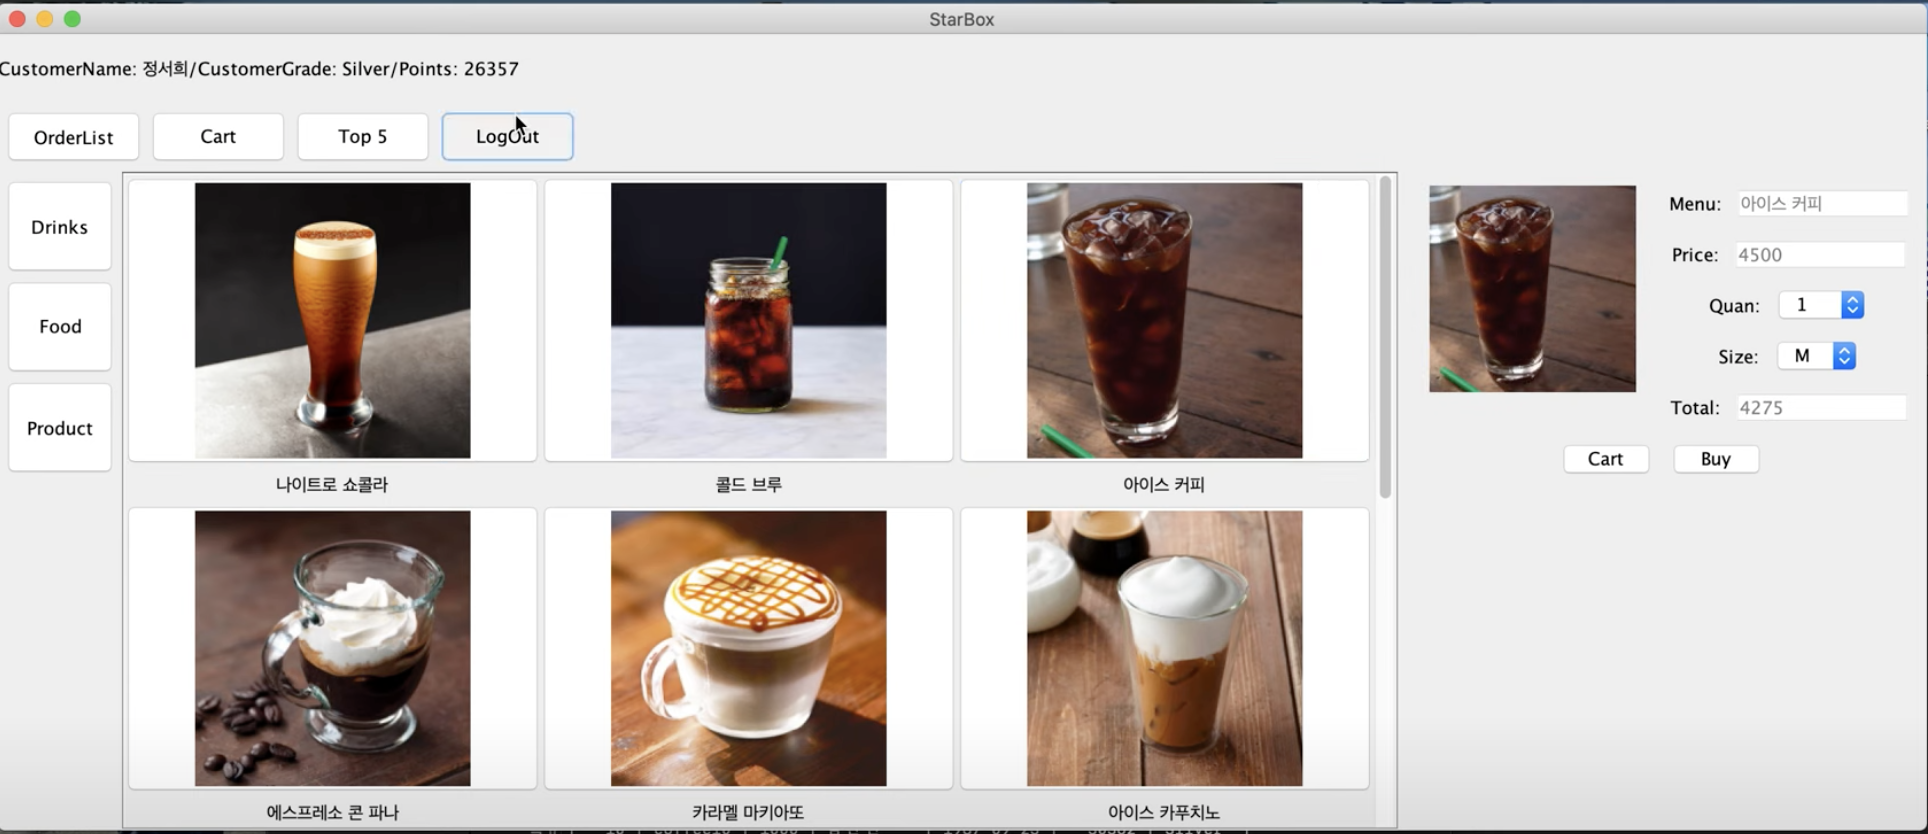 StarBox
CustomerName: 정서희/CustomerGrade: Silver/Points: 26357
OrderList Cart Top 5 LogOut
Drinks
Food
Product
나이트로 쇼콜라 콜드 브루 아이스 커피
에스프레소 콘 파나 카라멜 마키아또 아이스 카푸치노
Menu: 아이스 커피
Price: 4500
Quan: 1
Size: M
Total: 4275
Cart Buy